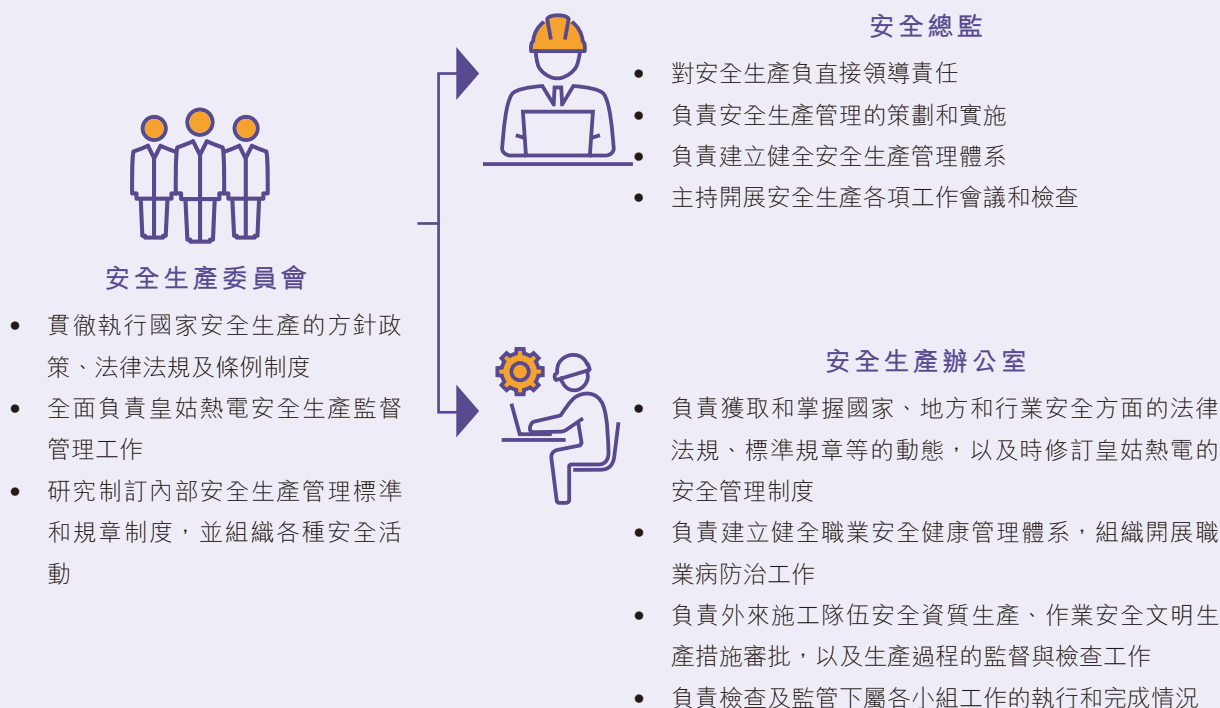 安全生產委員會
• 貫徹執行國家安全生產的方針政
策、法律法規及條例制度
• 全面負責皇姑熱電安全生產監督
管理工作
• 研究制訂內部安全生產管理標準
和規章制度，並組織各種安全活
動
安全總監
• 對安全生產負直接領導責任
• 負責安全生產管理的策劃和實施
• 負責建立健全安全生產管理體系
• 主持開展安全生產各項工作會議和檢查
安全生產辦公室
• 負責獲取和掌握國家、地方和行業安全方面的法律
法規、標準規章等的動態，以及時修訂皇姑熱電的
安全管理制度
• 負責建立健全職業安全健康管理體系，組織開展職
業病防治工作
• 負責外來施工隊伍安全資質生產、作業安全文明生
產措施審批，以及生產過程的監督與檢查工作
• 負責檢查及監管下屬各小組工作的執行和完成情況